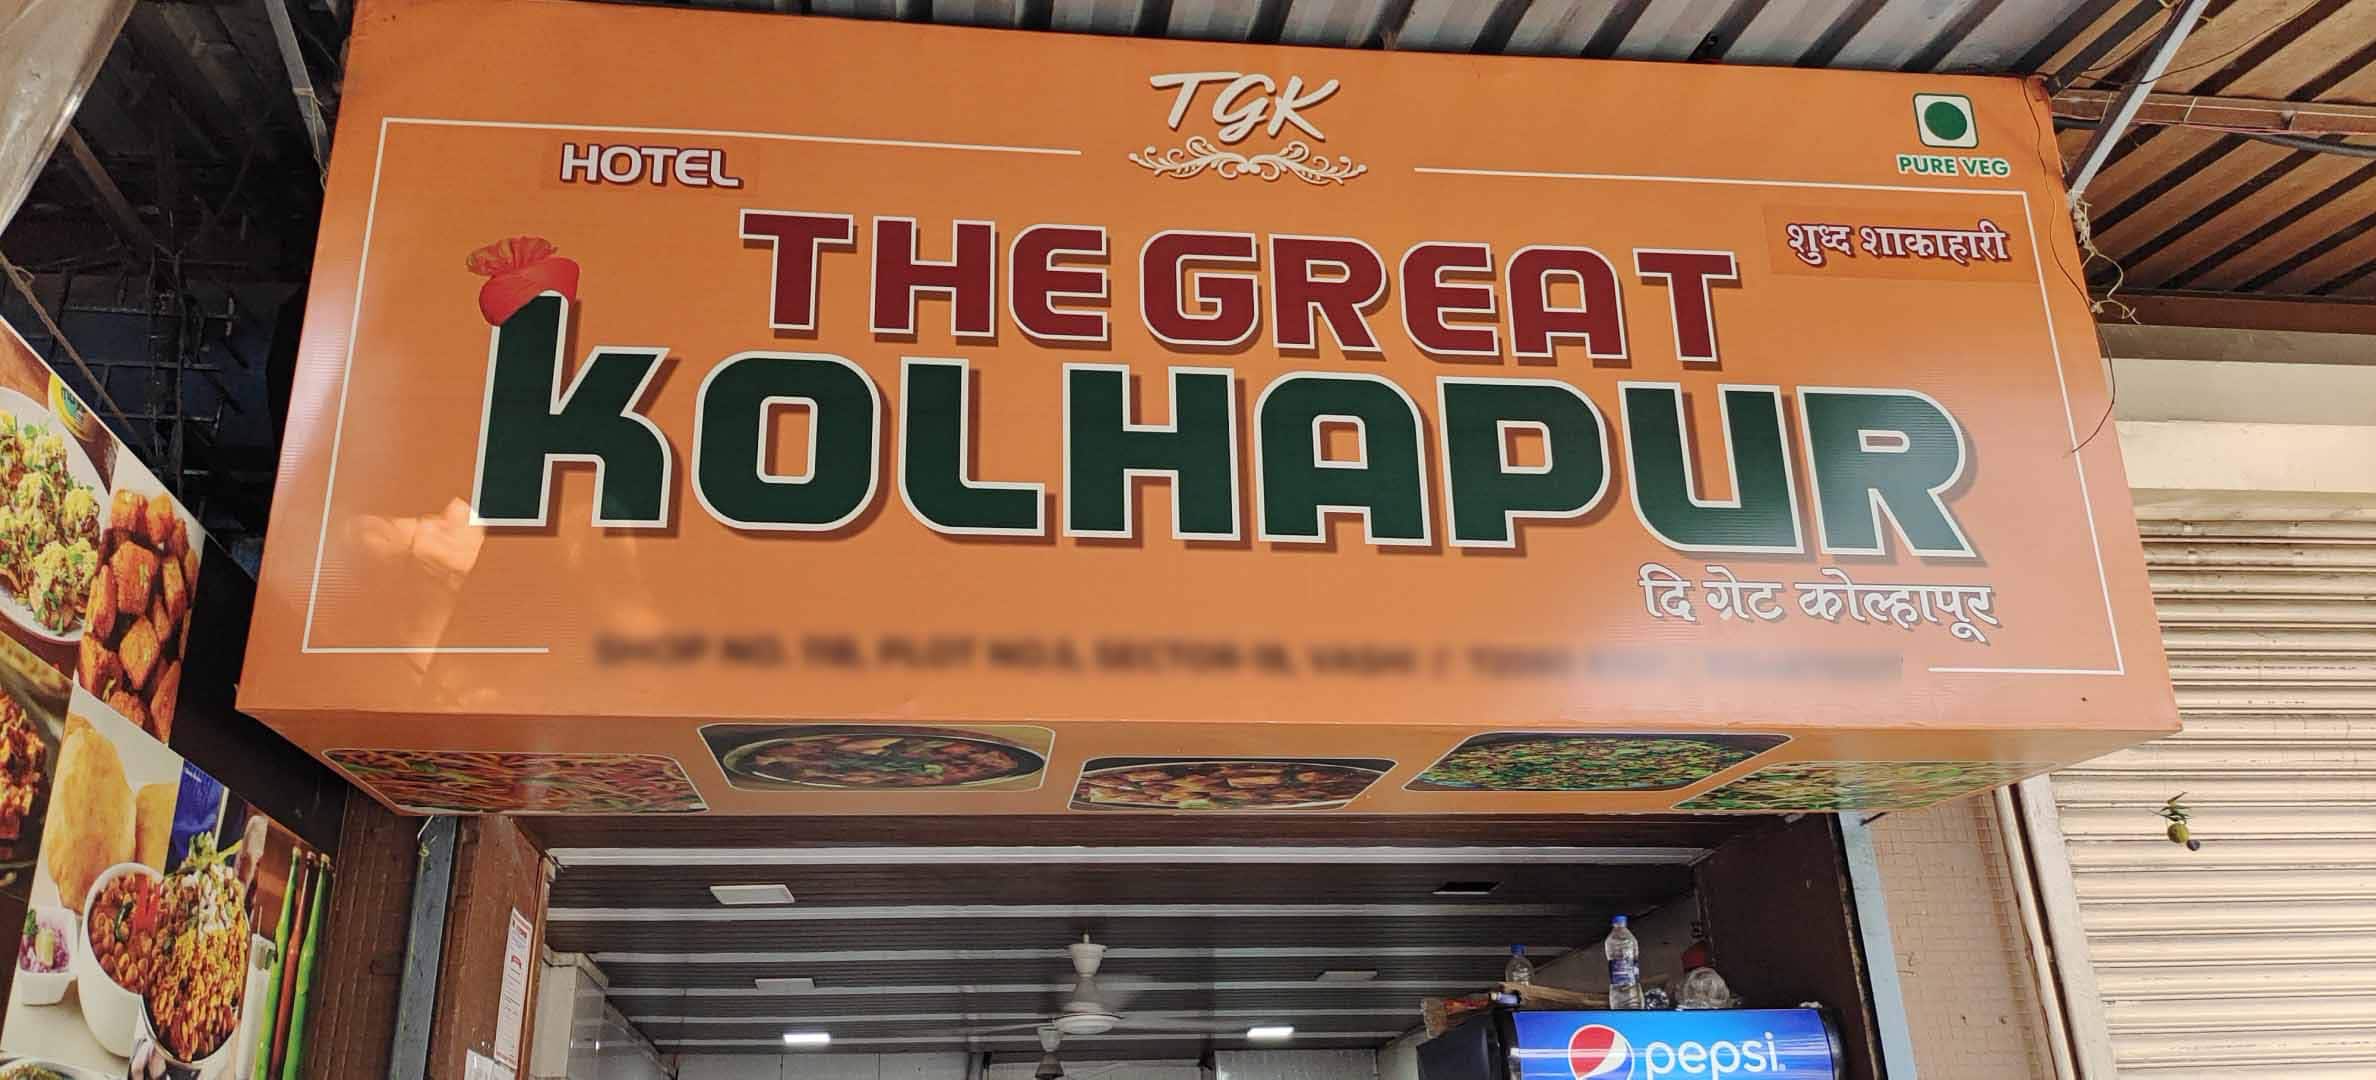 TGK
PURE VEG
HOTEL
THE GREAT
शुध्द शाकाहारी
KOLHAPUR
दि ग्रेट कोल्हापूर
pepsi